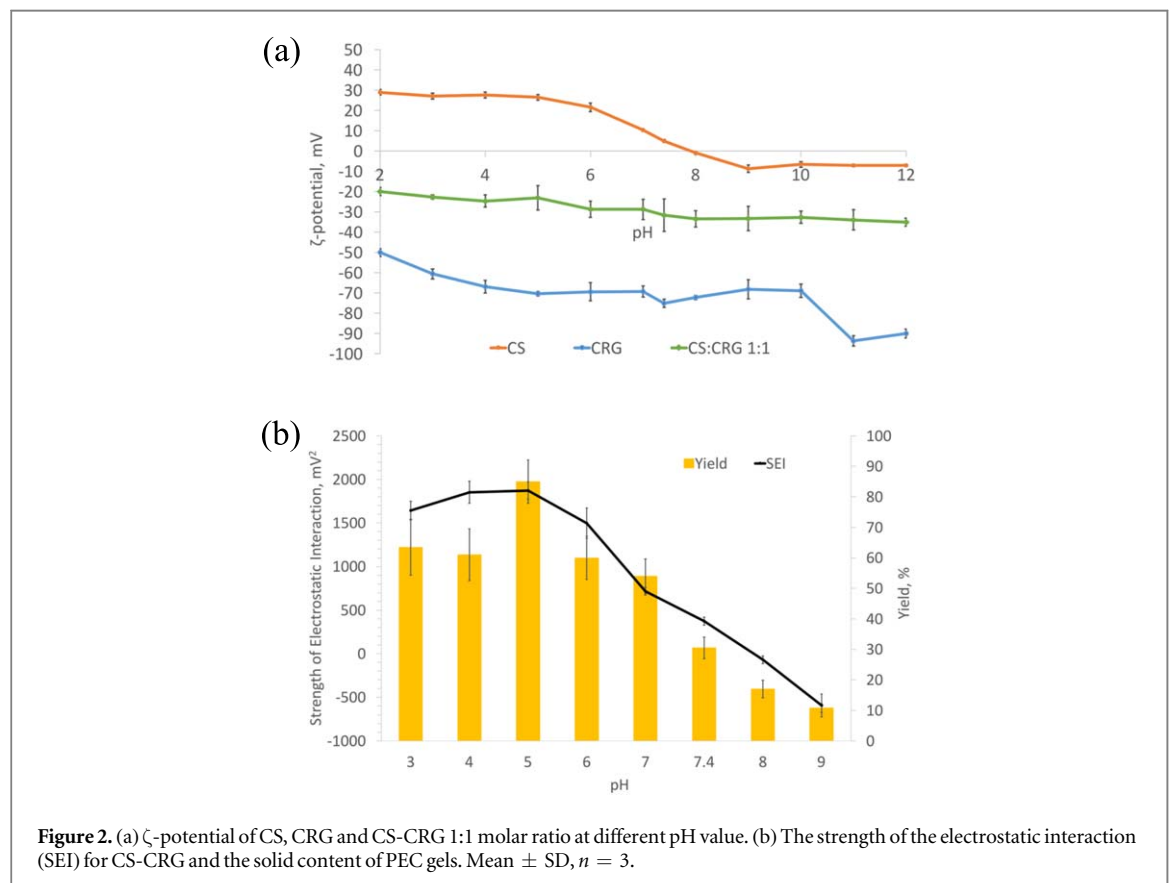 (a)
50
40
30
20
10
0
-10
-20
-30
-40
-50
-60
-70
-80
-90
-100
ζ-potential, mV
2 4 6 8 10 12
pH
CS CRG CS:CRG 1:1
(b)
2500
2000
1500
1000
500
0
-500
-1000
Strength of Electrostatic Interaction, mV²
Yield SEI
100
90
80
70
60
50
40
30
20
10
0
Yield, %
3 4 5 6 7 7.4 8 9
pH
Figure 2. (a) ζ-potential of CS, CRG and CS-CRG 1:1 molar ratio at different pH value. (b) The strength of the electrostatic interaction
(SEI) for CS-CRG and the solid content of PEC gels. Mean ± SD, n = 3.